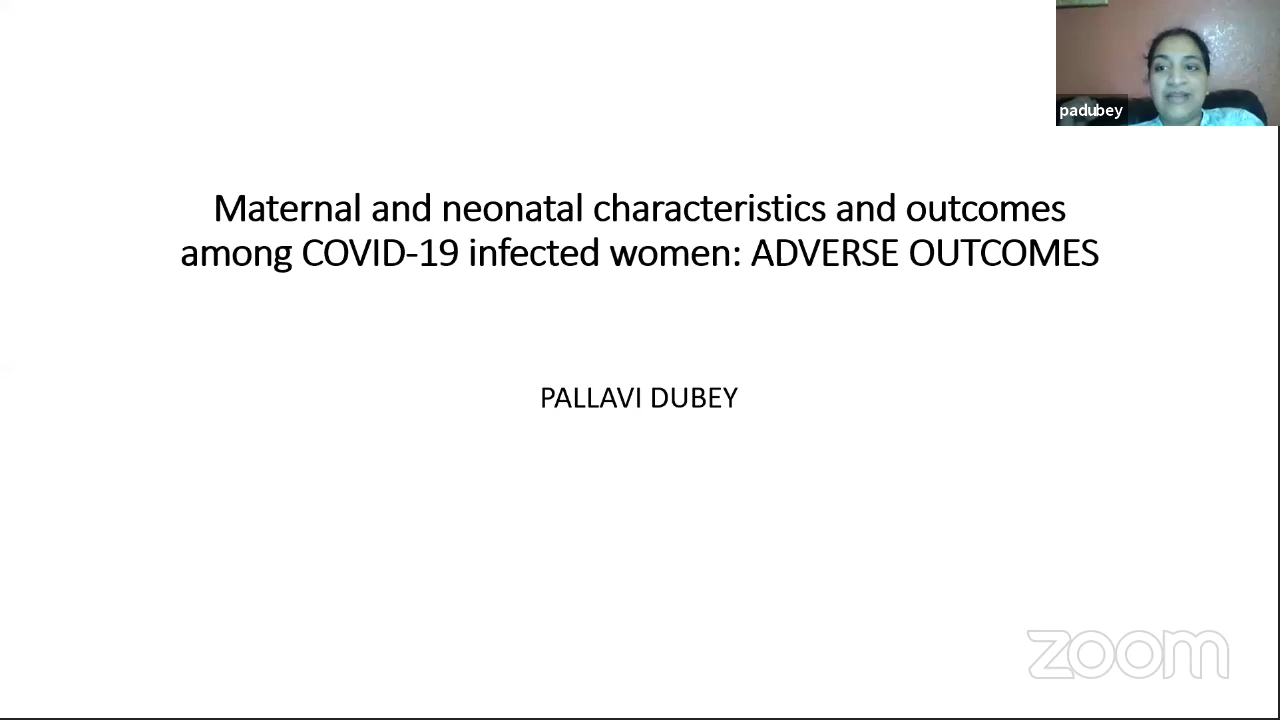 padubey
Maternal and neonatal characteristics and outcomes
among COVID-19 infected women: ADVERSE OUTCOMES
PALLAVI DUBEY
zoom